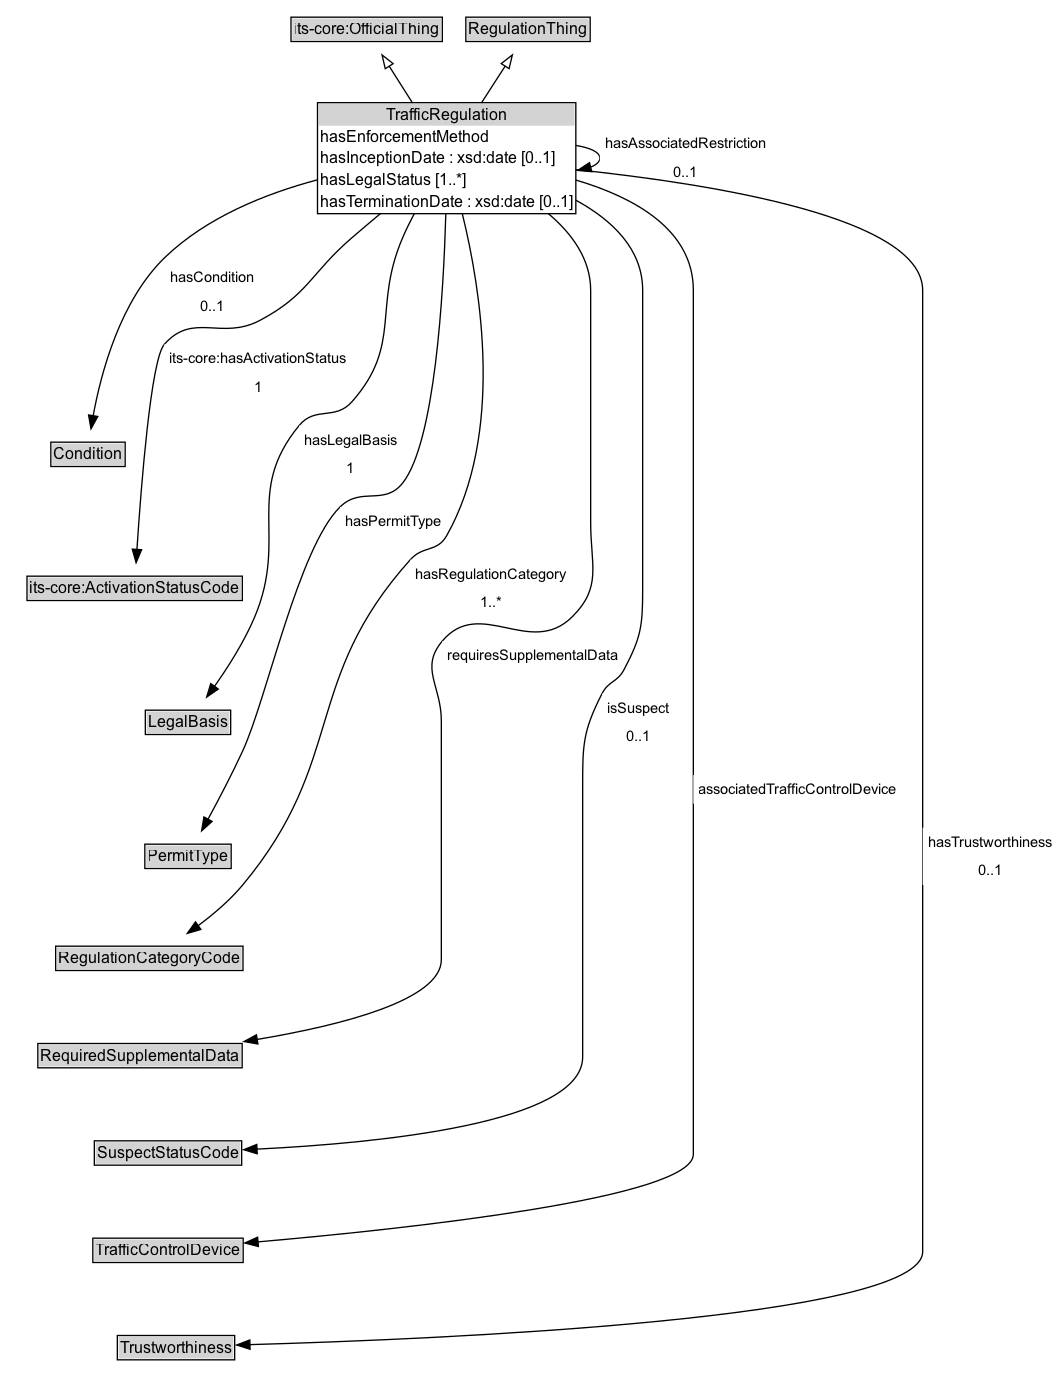 its-core:OfficialThing
RegulationThing
TrafficRegulation
hasEnforcementMethod
hasInceptionDate : xsd:date [0..1]
hasLegalStatus [1..*]
hasTerminationDate : xsd:date [0..1]
hasAssociatedRestriction
0..1
hasCondition
0..1
its-core:hasActivationStatus
1
hasLegalBasis
1
Condition
hasPermitType
hasRegulationCategory
1..*
its-core:ActivationStatusCode
requiresSupplementalData
isSuspect
0..1
LegalBasis
associatedTrafficControlDevice
hasTrustworthiness
0..1
PermitType
RegulationCategoryCode
RequiredSupplementalData
SuspectStatusCode
TrafficControlDevice
Trustworthiness